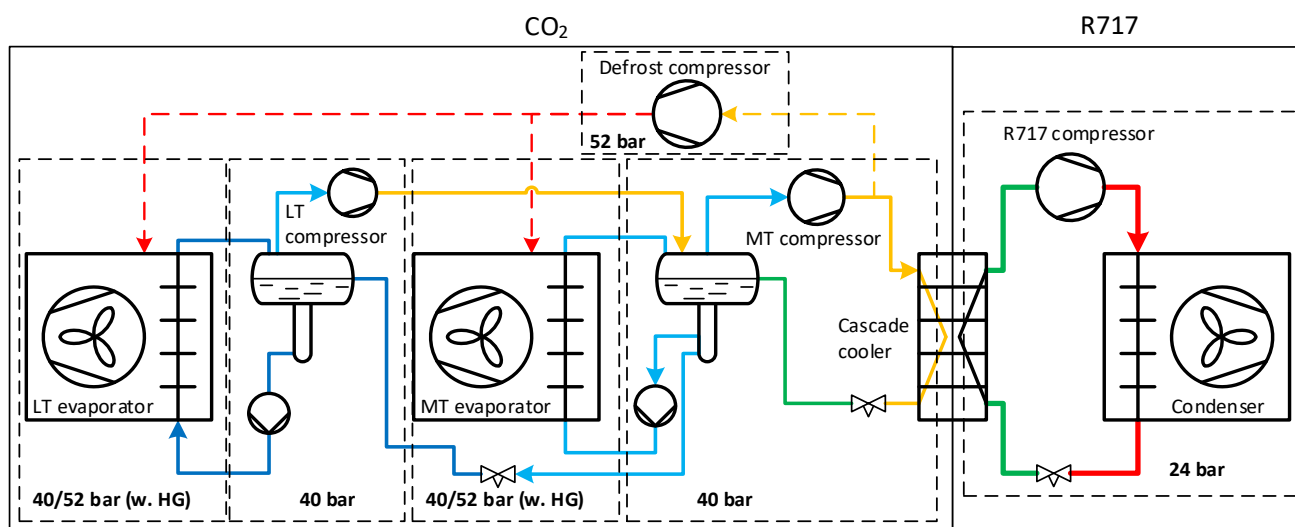 CO₂
R717
Defrost compressor
52 bar
R717 compressor
LT
compressor
MT compressor
Cascade
cooler
LT evaporator
MT evaporator
Condenser
40/52 bar (w. HG)
40 bar
40/52 bar (w. HG)
40 bar
24 bar